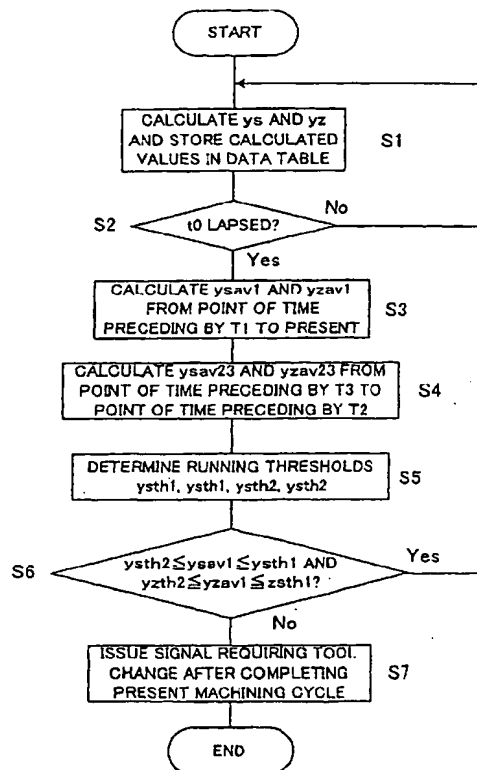 START
CALCULATE ys AND yz
AND STORE CALCULATED
VALUES IN DATA TABLE
S1
S2
t0 LAPSED?
No
Yes
CALCULATE ysav1 AND yzav1
FROM POINT OF TIME
PRECEDING BY T1 TO PRESENT
S3
CALCULATE ysav23 AND yzav23 FROM
POINT OF TIME PRECEDING BY T3 TO
POINT OF TIME PRECEDING BY T2
S4
DETERMINE RUNNING THRESHOLDS
ysth1, ysth1, ysth2, ysth2
S5
S6
ysth2≦ysav1≦ysth1 AND
yzth2≦yzav1≦zsth1?
Yes
No
ISSUE SIGNAL REQUIRING TOOL
CHANGE AFTER COMPLETING
PRESENT MACHINING CYCLE
S7
END